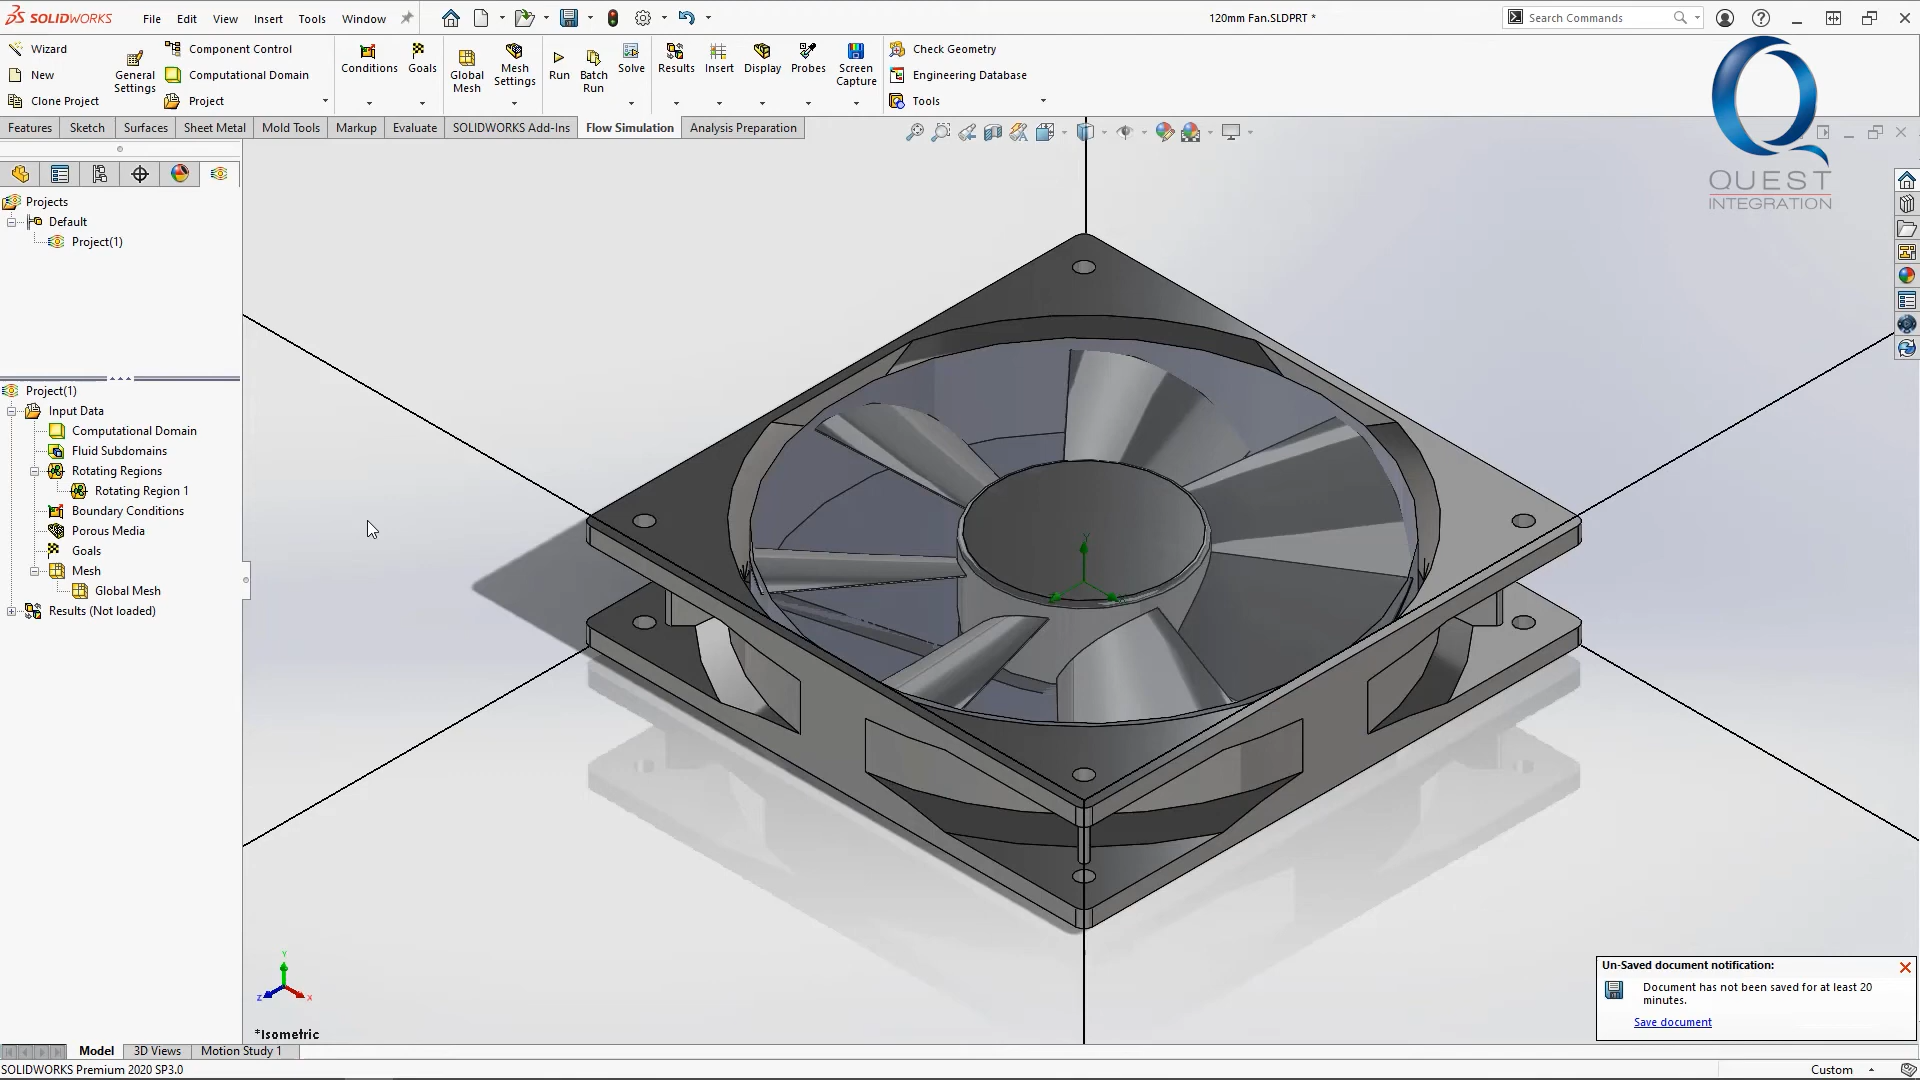 SOLIDWORKS File Edit View Insert Tools Window 120mm Fan.SLDPRT * Search Commands
Wizard
New
Clone Project
General Settings
Component Control
Computational Domain
Project
Conditions
Goals
Global Mesh
Mesh Settings
Run
Batch Run
Solve
Results
Insert
Display
Probes
Screen Capture
Check Geometry
Engineering Database
Tools
Features Sketch Surfaces Sheet Metal Mold Tools Markup Evaluate SOLIDWORKS Add-Ins Flow Simulation Analysis Preparation
QUEST
INTEGRATION
Projects
Default
Project(1)
Project(1)
Input Data
Computational Domain
Fluid Subdomains
Rotating Regions
Rotating Region 1
Boundary Conditions
Porous Media
Goals
Mesh
Global Mesh
Results (Not loaded)
Y
Y
Z
X
*Isometric
Un-Saved document notification:
Document has not been saved for at least 20
minutes.
Save document
Model 3D Views Motion Study 1
SOLIDWORKS Premium 2020 SP3.0
Custom